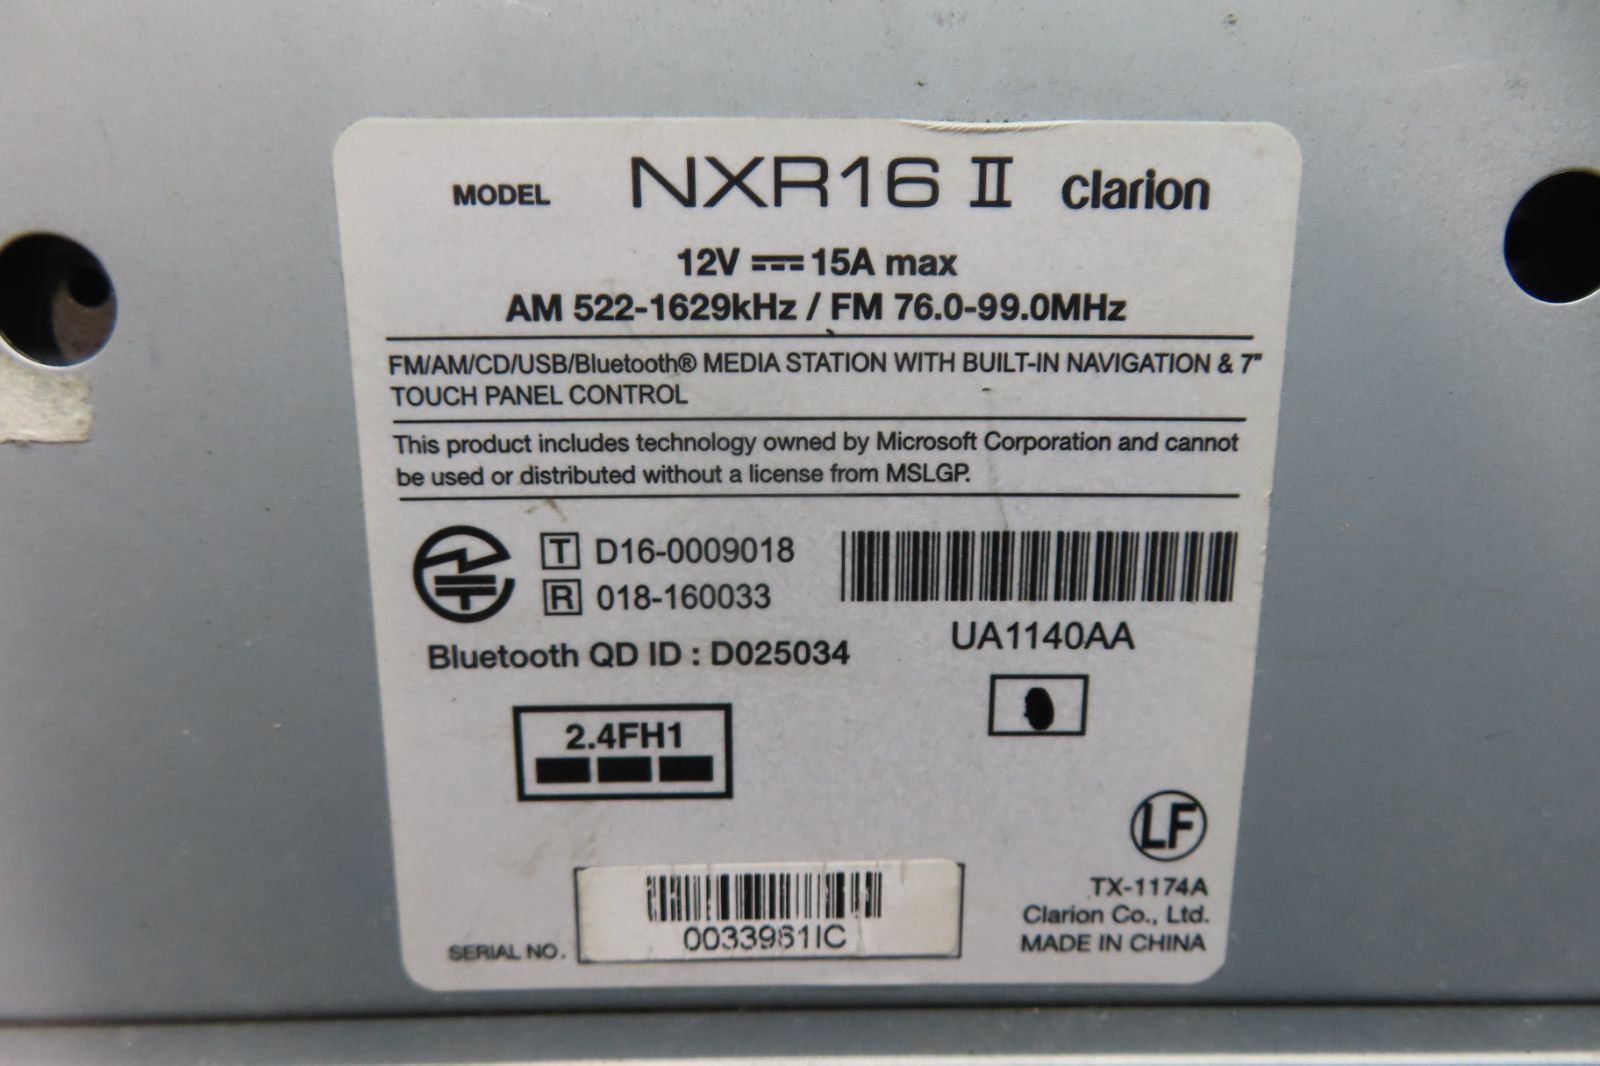 MODEL NXR16 II Clarion
12V ⎓ 15A max
AM 522-1629kHz / FM 76.0-99.0MHz
FM/AM/CD/USB/Bluetooth® MEDIA STATION WITH BUILT-IN NAVIGATION & 7"
TOUCH PANEL CONTROL
This product includes technology owned by Microsoft Corporation and cannot
be used or distributed without a license from MSLGP.
T D16-0009018
R 018-160033
UA1140AA
Bluetooth QD ID : D025034
2.4FH1
LF
TX-1174A
Clarion Co., Ltd.
MADE IN CHINA
SERIAL NO. 0033961IC